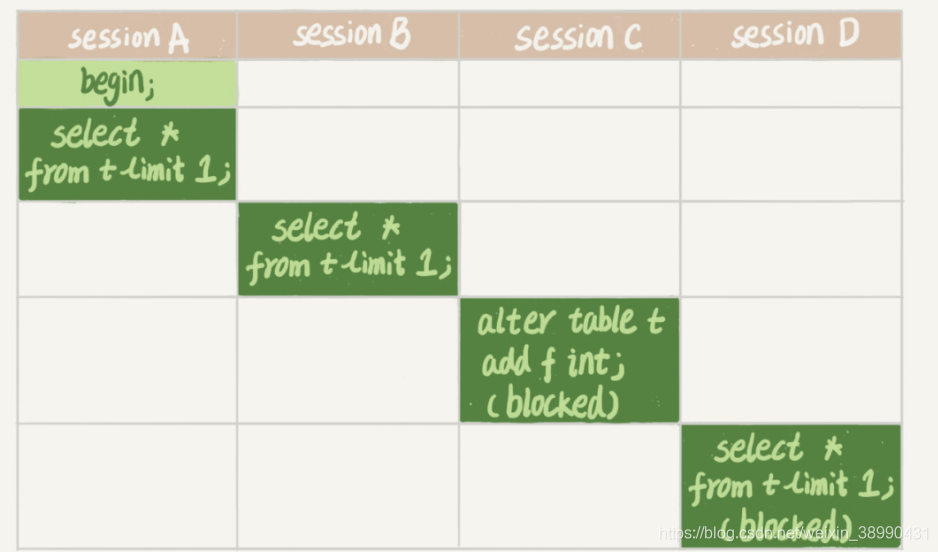 session A session B session C session D
begin;
select *
from t limit 1;
select *
from t limit 1;
alter table t
add f int;
(blocked)
select *
from t limit 1;
(blocked)
https://blog.csdn.net/weixin_38990431